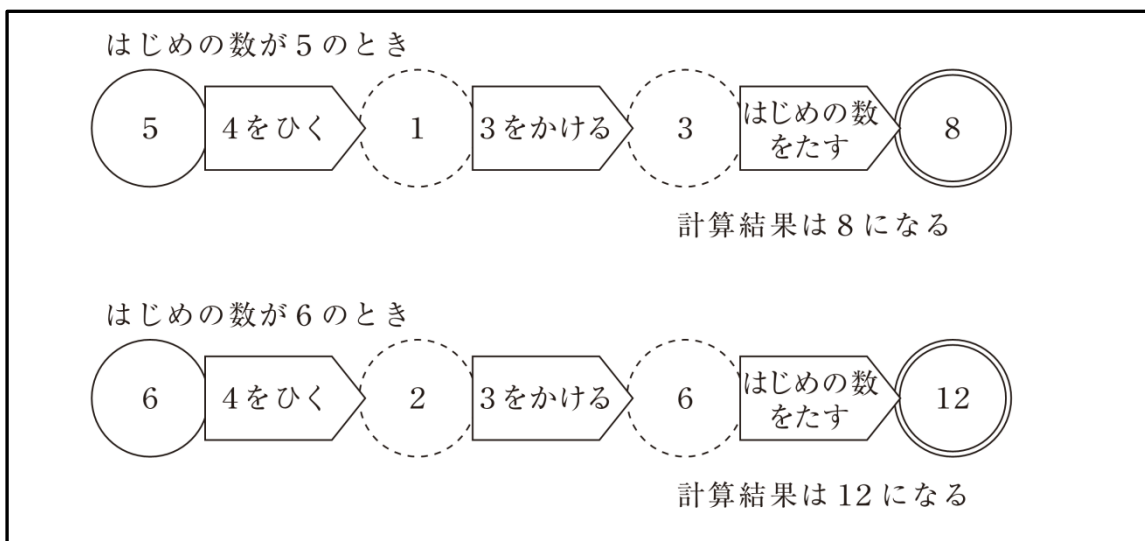 はじめの数が5のとき
5 4をひく 1 3をかける 3 はじめの数
をたす 8
計算結果は8になる
はじめの数が6のとき
6 4をひく 2 3をかける 6 はじめの数
をたす 12
計算結果は12になる